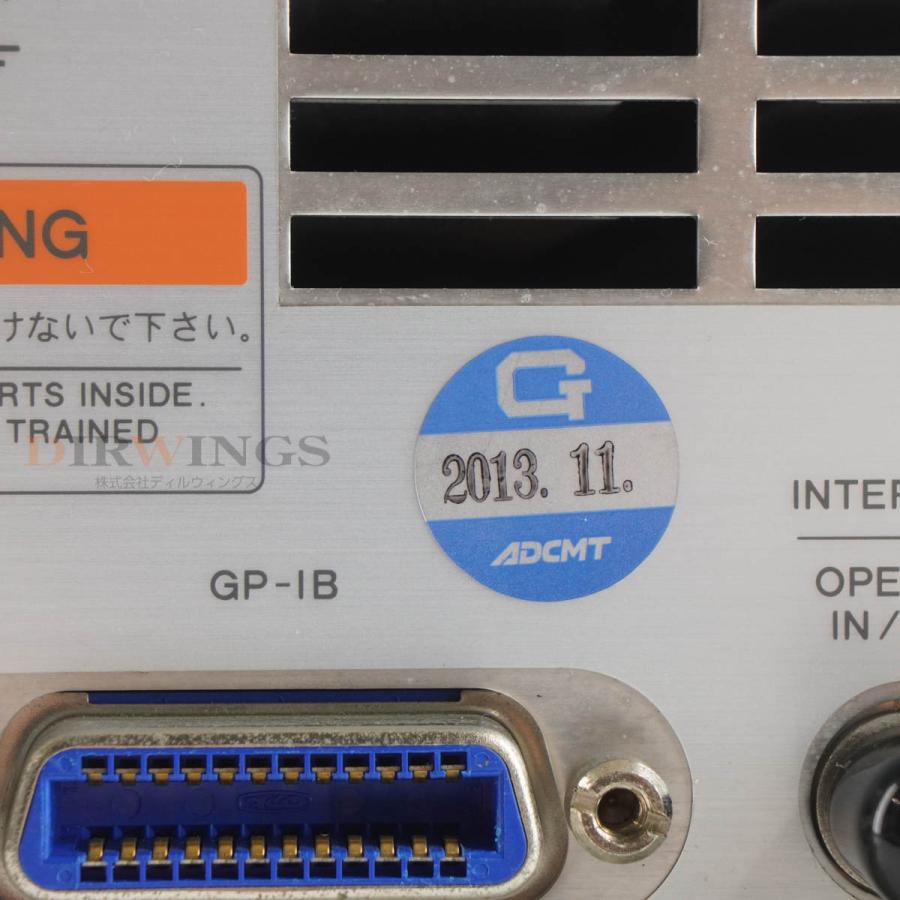 NG
けないで下さい。
RTS INSIDE.
TRAINED
DIRWINGS
株式会社ディルウィングス
G
2013. 11.
ADCMT
GP-IB
INTER
OPE
IN/